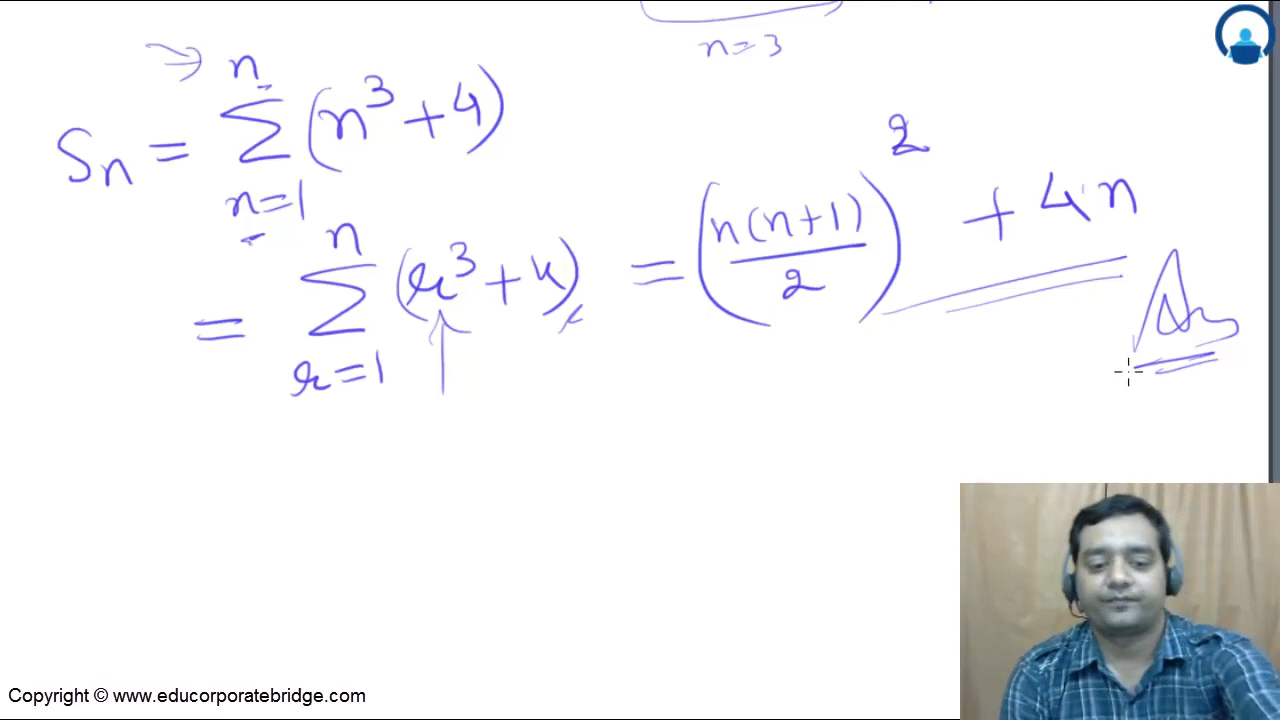 n=3
Sn = n∑n=1 (n³+4)
= n∑r=1 (r³+4) = (n(n+1)/2)² + 4n
Ans
Copyright © www.educorporatebridge.com